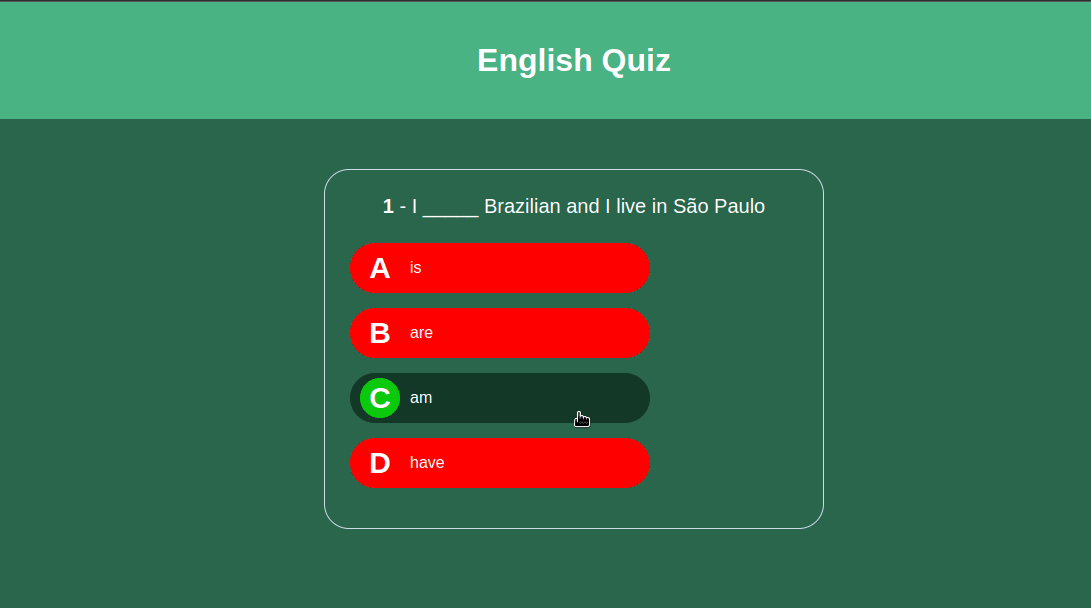 English Quiz
1 - I _____ Brazilian and I live in São Paulo
A is
B are
C am
D have